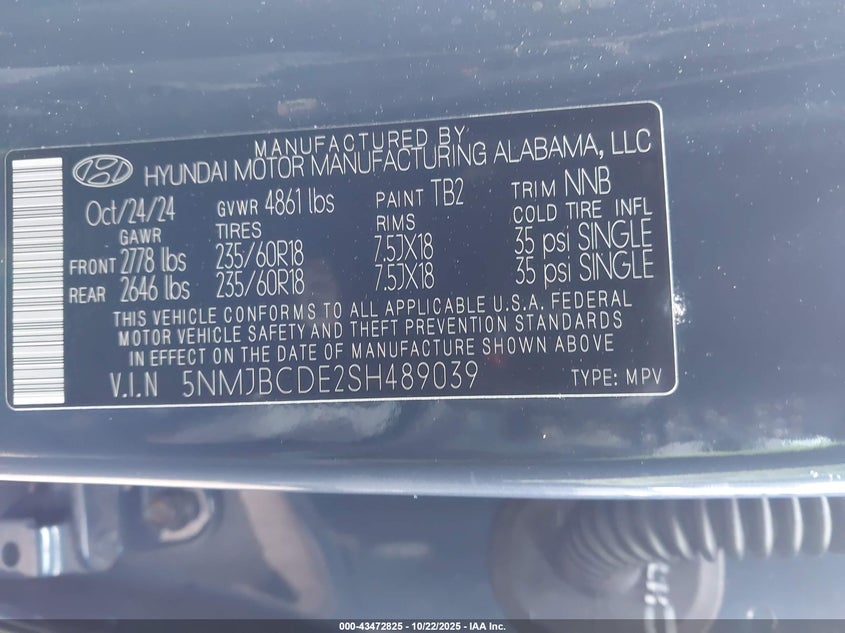 MANUFACTURED BY
HYUNDAI MOTOR MANUFACTURING ALABAMA, LLC
Oct/24/24 GVWR 4861 lbs PAINT TB2 TRIM NNB
GAWR TIRES RIMS COLD TIRE INFL
FRONT 2778 lbs 235/60R18 7.5JX18 35 psi SINGLE
REAR 2646 lbs 235/60R18 7.5JX18 35 psi SINGLE
THIS VEHICLE CONFORMS TO ALL APPLICABLE U.S.A. FEDERAL
MOTOR VEHICLE SAFETY AND THEFT PREVENTION STANDARDS
IN EFFECT ON THE DATE OF MANUFACTURE SHOWN ABOVE
V.I.N 5NMJBCDE2SH489039 TYPE: MPV
000-43472825 - 10/22/2025 - IAA Inc.